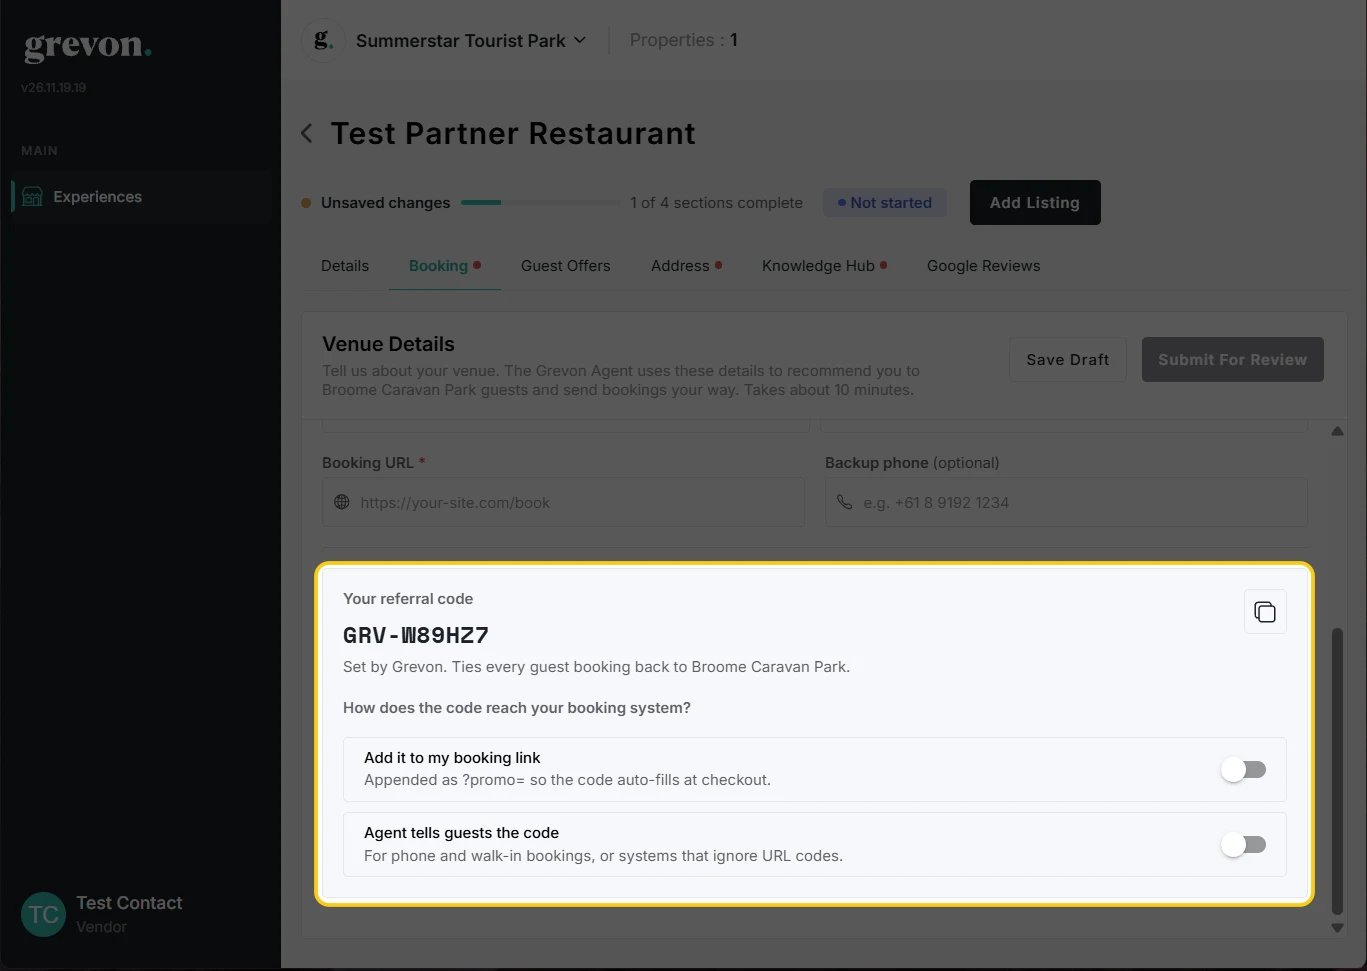 grevon.
v26.11.19.19
MAIN
Experiences
TC
Test Contact
Vendor
g.
Summerstar Tourist Park
Properties : 1
Test Partner Restaurant
Unsaved changes
1 of 4 sections complete
Not started
Add Listing
Details
Booking
Guest Offers
Address
Knowledge Hub
Google Reviews
Venue Details
Tell us about your venue. The Grevon Agent uses these details to recommend you to
Broome Caravan Park guests and send bookings your way. Takes about 10 minutes.
Save Draft
Submit For Review
Booking URL *
https://your-site.com/book
Backup phone (optional)
e.g. +61 8 9192 1234
Your referral code
GRV-W89HZ7
Set by Grevon. Ties every guest booking back to Broome Caravan Park.
How does the code reach your booking system?
Add it to my booking link
Appended as ?promo= so the code auto-fills at checkout.
Agent tells guests the code
For phone and walk-in bookings, or systems that ignore URL codes.